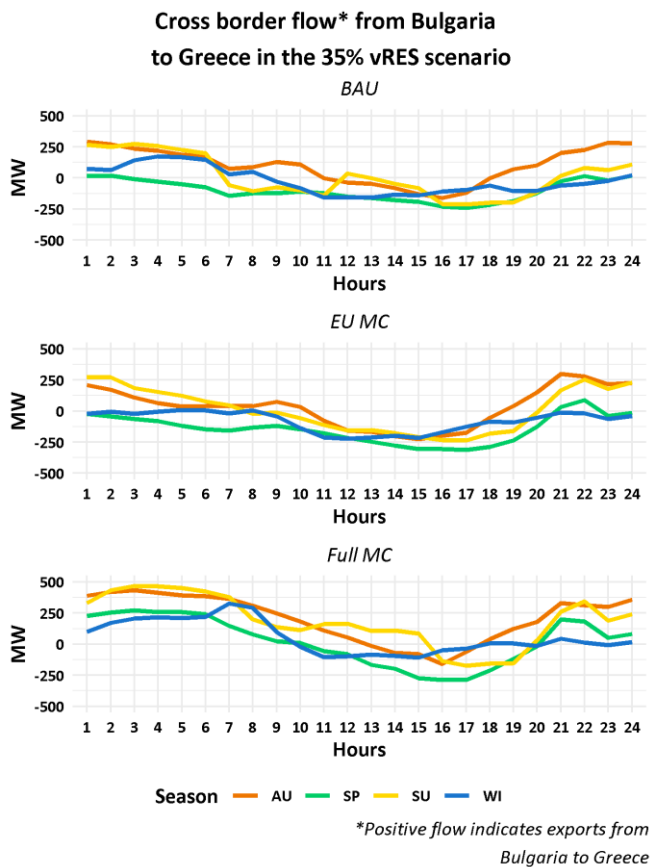 Cross border flow* from Bulgaria
to Greece in the 35% vRES scenario
BAU
500
250
0
-250
-500
MW
1 2 3 4 5 6 7 8 9 10 11 12 13 14 15 16 17 18 19 20 21 22 23 24
Hours
EU MC
500
250
0
-250
-500
MW
1 2 3 4 5 6 7 8 9 10 11 12 13 14 15 16 17 18 19 20 21 22 23 24
Hours
Full MC
500
250
0
-250
-500
MW
1 2 3 4 5 6 7 8 9 10 11 12 13 14 15 16 17 18 19 20 21 22 23 24
Hours
Season AU SP SU WI
*Positive flow indicates exports from
Bulgaria to Greece